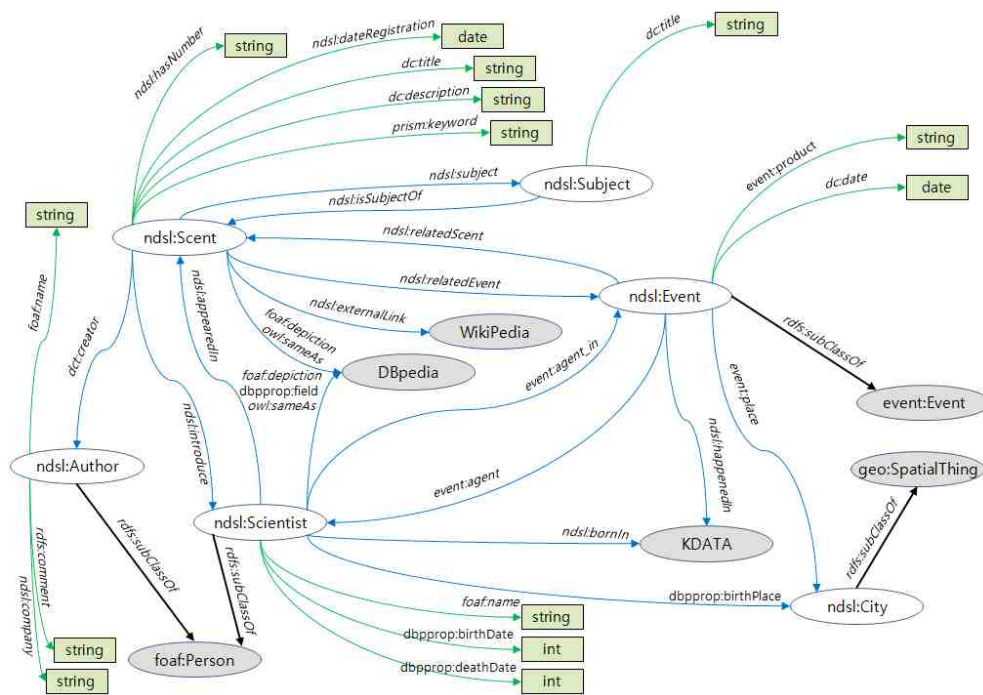 ndsl:hasNumber
string
ndsl:dateRegistration
date
dc:title
string
dc:title
string
dc:description
string
prism:keyword
string
ndsl:subject
ndsl:Subject
ndsl:isSubjectOf
event:product
string
dc:date
date
string
foaf:name
ndsl:Scent
ndsl:relatedScent
ndsl:relatedEvent
ndsl:Event
ndsl:externalLink
WikiPedia
foaf:depiction
owl:sameAs
DBpedia
ndsl:appearedIn
dct:creator
foaf:depiction
dbpprop:field
owl:sameAs
event:agent_in
rdfs:subClassOf
event:Event
event:place
ndsl:introduce
ndsl:Author
event:agent
ndsl:happenedIn
geo:SpatialThing
ndsl:Scientist
ndsl:bornIn
KDATA
rdfs:subClassOf
rdfs:comment
ndsl:company
rdfs:subClassOf
rdfs:subClassOf
dbpprop:birthPlace
ndsl:City
foaf:name
string
dbpprop:birthDate
int
dbpprop:deathDate
int
string
string
foaf:Person